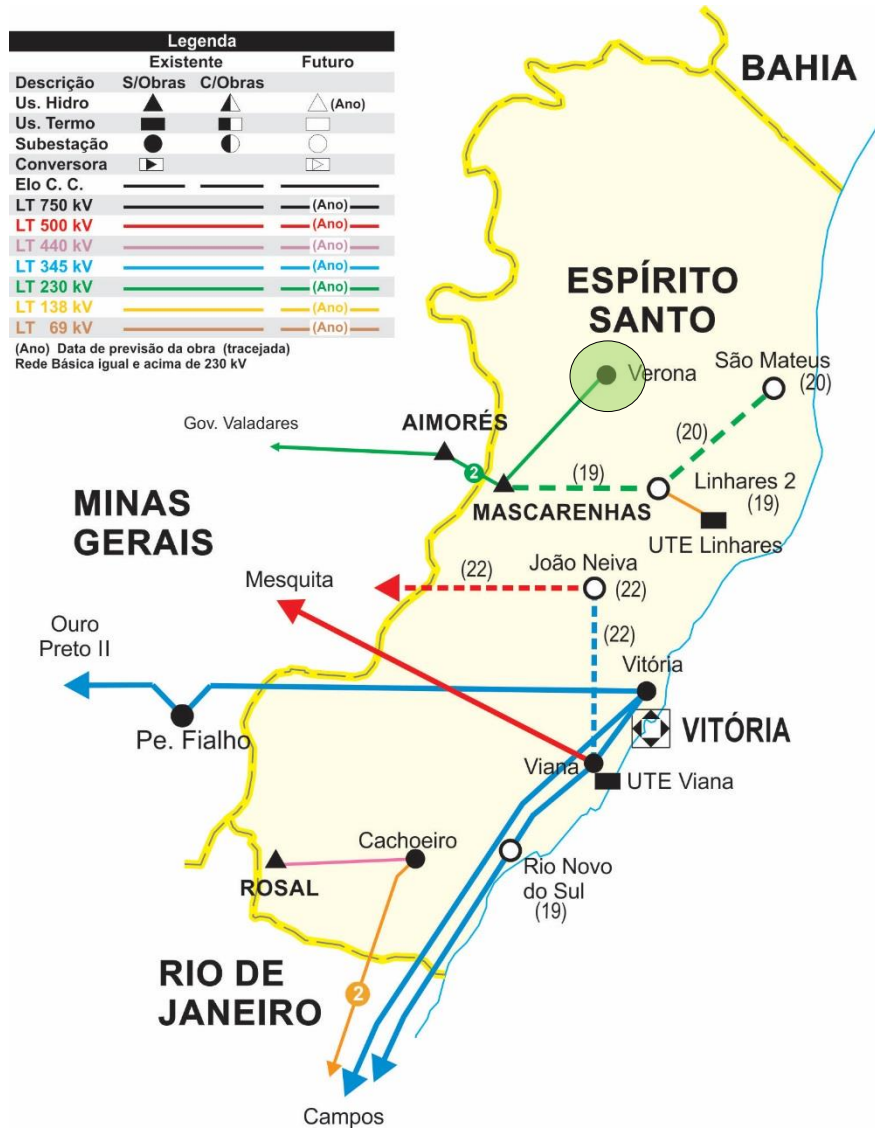 Legenda
Existente Futuro
Descrição S/Obras C/Obras
Us. Hidro (Ano)
Us. Termo
Subestação
Conversora
Elo C. C.
LT 750 kV (Ano)
LT 500 kV (Ano)
LT 440 kV (Ano)
LT 345 kV (Ano)
LT 230 kV (Ano)
LT 138 kV (Ano)
LT 69 kV (Ano)
(Ano) Data de previsão da obra (tracejada)
Rede Básica igual e acima de 230 kV
BAHIA
ESPÍRITO
SANTO
Verona
São Mateus
(20)
(20)
Gov. Valadares
AIMORÉS
2
MASCARENHAS
(19)
Linhares 2
(19)
UTE Linhares
MINAS
GERAIS
João Neiva
(22)
(22)
(22)
Mesquita
Ouro
Preto II
Pe. Fialho
Vitória
VITÓRIA
Viana
UTE Viana
Cachoeiro
ROSAL
Rio Novo
do Sul
(19)
RIO DE
JANEIRO
2
Campos